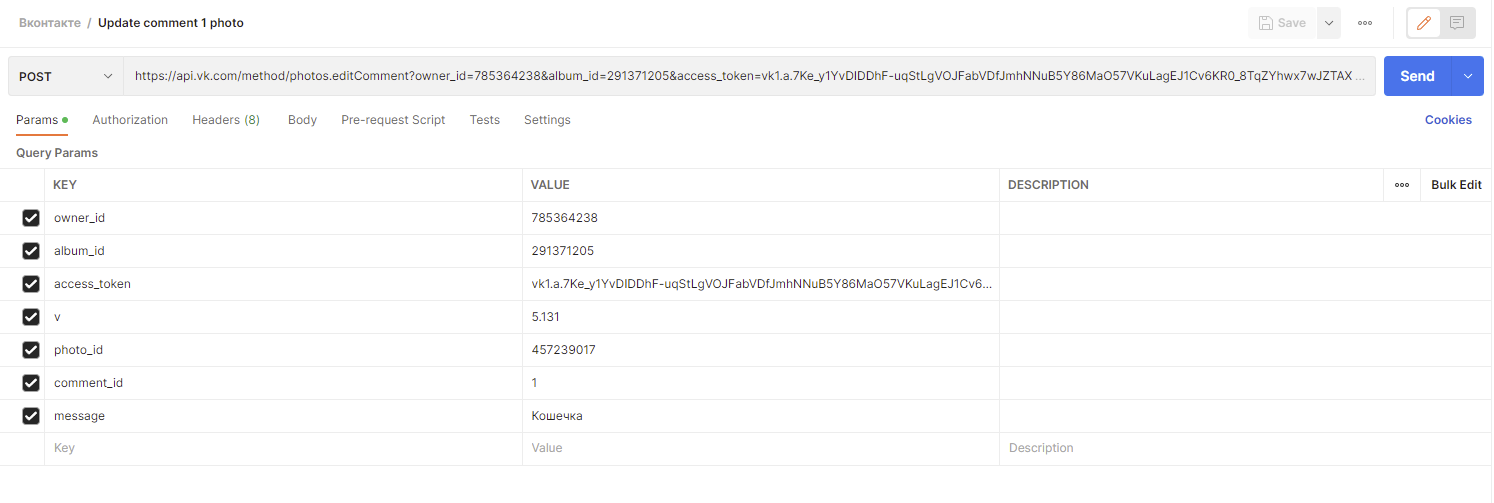 Вконтакте / Update comment 1 photo
Save
POST
https://api.vk.com/method/photos.editComment?owner_id=785364238&album_id=291371205&access_token=vk1.a.7Ke_y1YvDIDDhF-uqStLgVOJFabVDfJmhNNuB5Y86MaO57VKuLagEJ1Cv6KR0_8TqZYhwx7wJZTAX ...
Send
Params Authorization Headers (8) Body Pre-request Script Tests Settings Cookies
Query Params
KEY VALUE DESCRIPTION Bulk Edit
owner_id 785364238
album_id 291371205
access_token vk1.a.7Ke_y1YvDIDDhF-uqStLgVOJFabVDfJmhNNuB5Y86MaO57VKuLagEJ1Cv6...
v 5.131
photo_id 457239017
comment_id 1
message Кошечка
Key Value Description